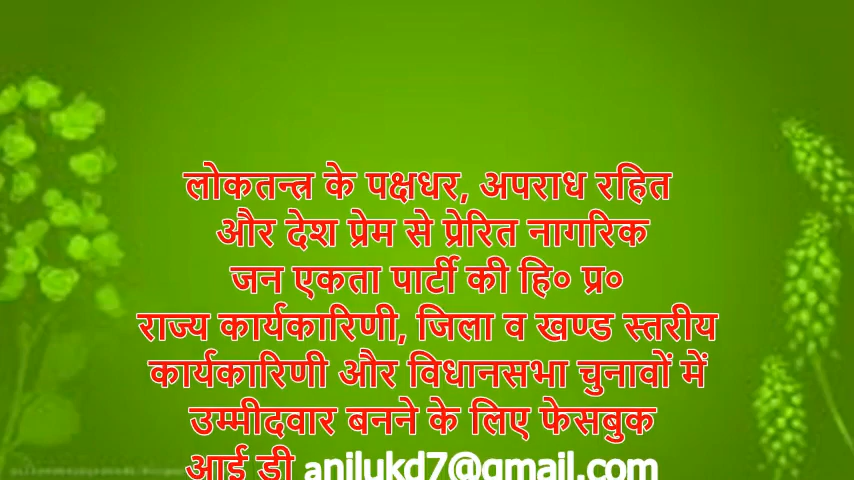 लोकतन्त्र के पक्षधर, अपराध रहित
और देश प्रेम से प्रेरित नागरिक
जन एकता पार्टी की हि० प्र०
राज्य कार्यकारिणी, जिला व खण्ड स्तरीय
कार्यकारिणी और विधानसभा चुनावों में
उम्मीदवार बनने के लिए फेसबुक
आई डी anilukd7@gmail.com